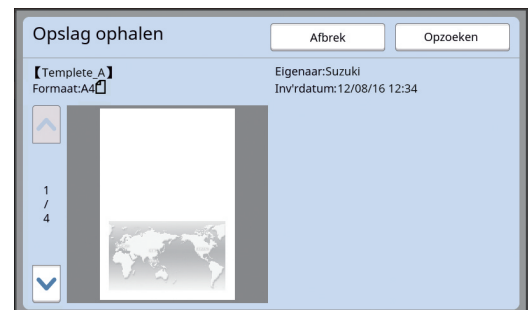 Opslag ophalen
Afbrek
Opzoeken
【Templete_A】
Formaat:A4
Eigenaar:Suzuki
Inv'rdatum:12/08/16 12:34
1
/
4